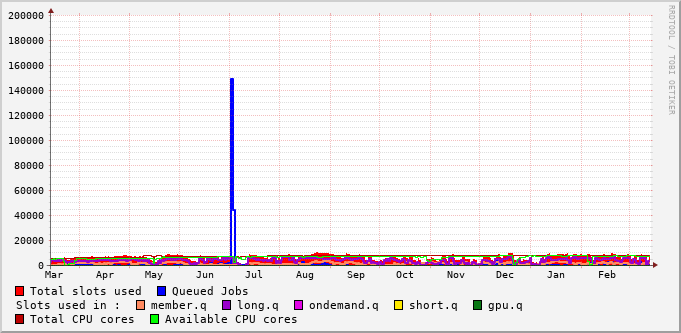 200000
180000
160000
140000
120000
100000
80000
60000
40000
20000
0
Mar Apr May Jun Jul Aug Sep Oct Nov Dec Jan Feb
Total slots used Queued Jobs
Slots used in : member.q long.q ondemand.q short.q gpu.q
Total CPU cores Available CPU cores
RRDTOOL / TOBI OETIKER